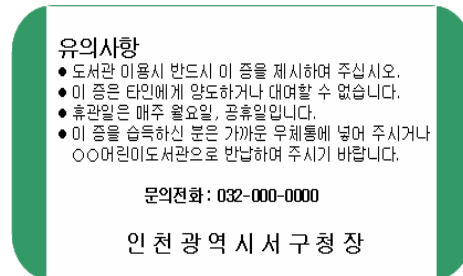 유의사항
● 도서관 이용시 반드시 이 증을 제시하여 주십시오.
● 이 증은 타인에게 양도하거나 대여할 수 없습니다.
● 휴관일은 매주 월요일, 공휴일입니다.
● 이 증을 습득하신 분은 가까운 우체통에 넣어 주시거나
○○어린이도서관으로 반납하여 주시기 바랍니다.
문의전화 : 032-000-0000
인천광역시서구청장